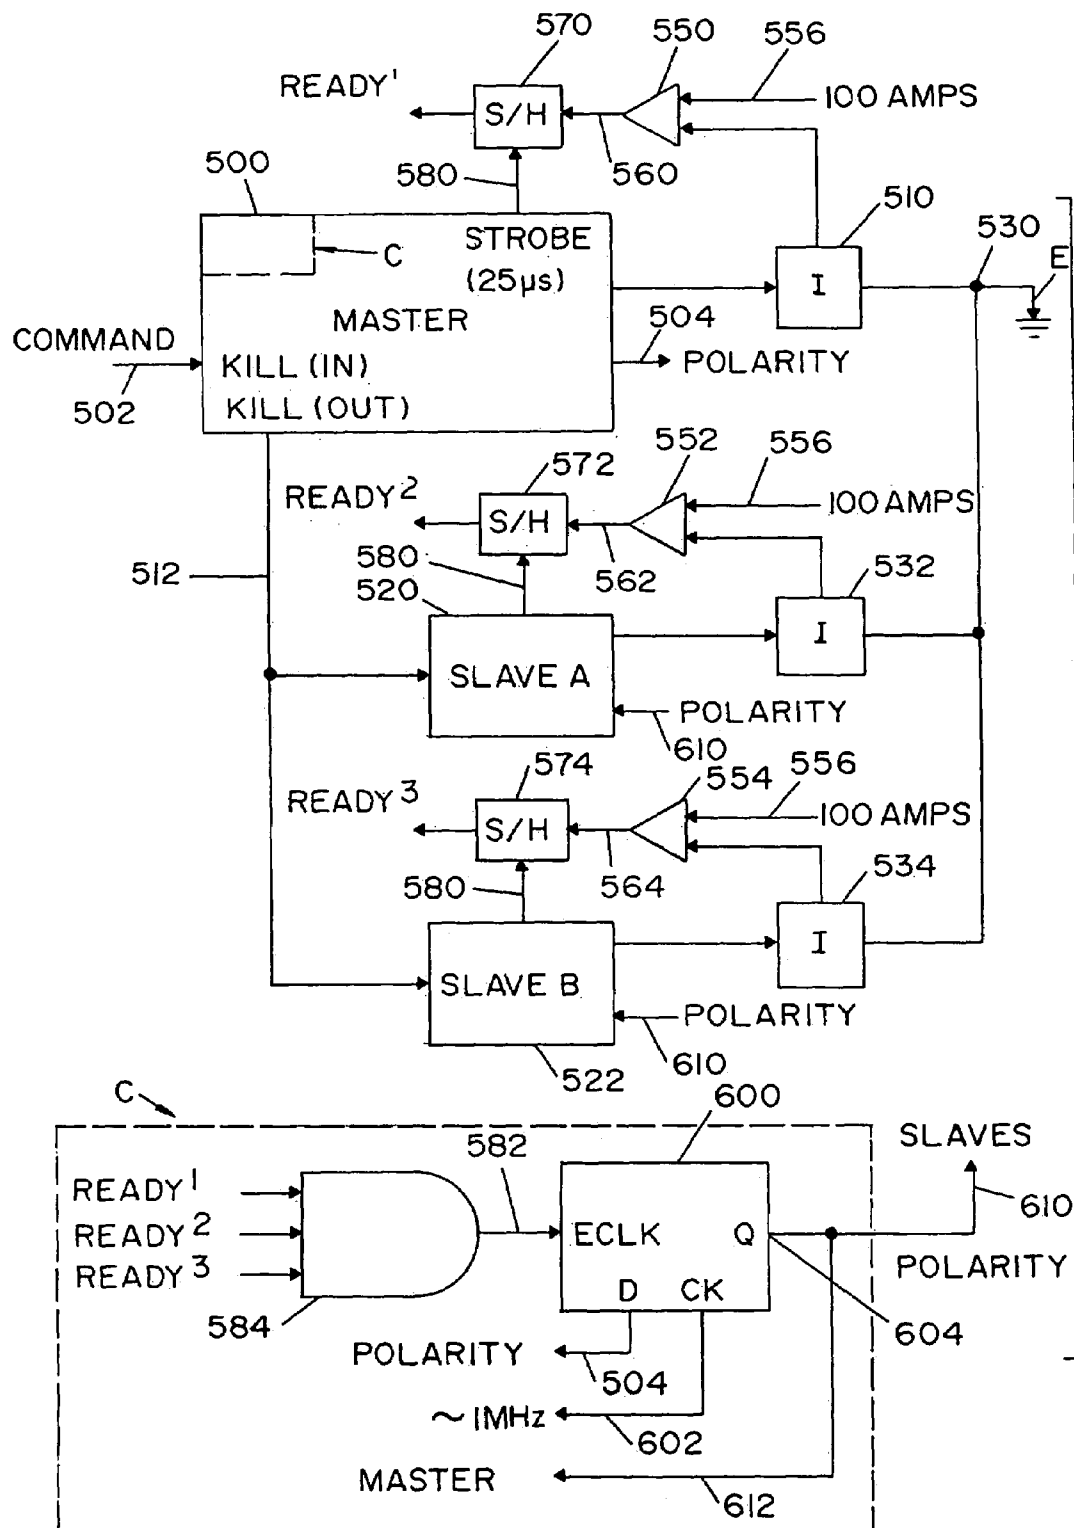 570
550
556
READY¹
S/H
100 AMPS
580
560
500
510
530
STROBE
(25µs)
C
I
E
MASTER
504
COMMAND
POLARITY
KILL (IN)
502
KILL (OUT)
572
552
556
READY²
S/H
100 AMPS
580
562
512
520
532
I
SLAVE A
POLARITY
610
574
554
556
READY³
S/H
100 AMPS
580
564
534
I
SLAVE B
POLARITY
610
522
C
600
582
SLAVES
READY¹
610
READY²
ECLK
Q
READY³
POLARITY
D
CK
584
604
POLARITY
504
~1MHz
602
MASTER
612